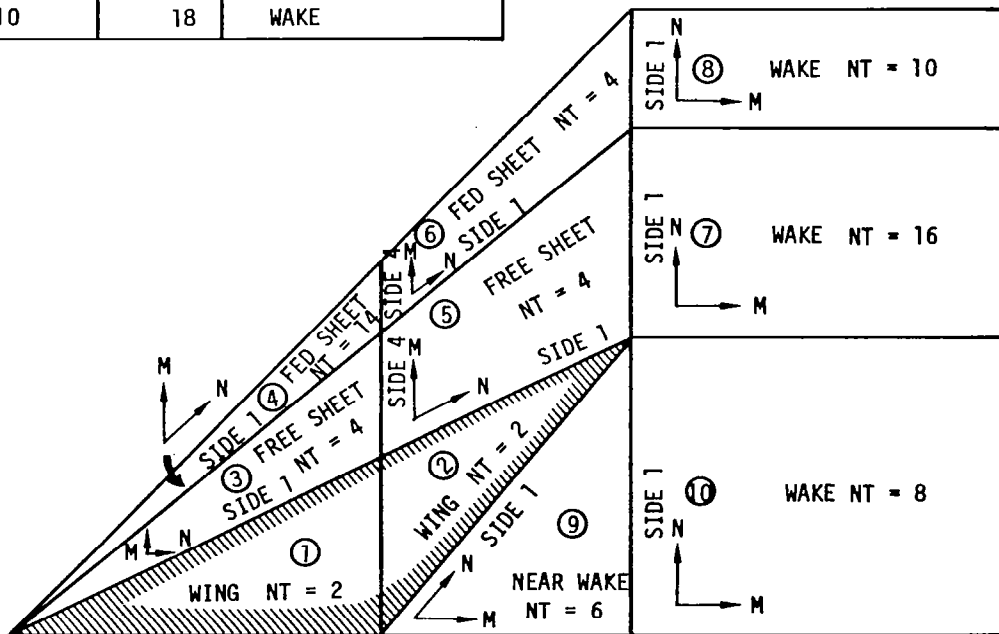 10 18 WAKE
N
SIDE 1 ⑧ WAKE NT = 10
M
⑥ FED SHEET NT = 4
SIDE 1
SIDE 4 M N
SIDE 1
N ⑦ WAKE NT = 16
M
⑤ FREE SHEET
NT = 4
SIDE 1
SIDE 4 M N
M N
④ FED SHEET
NT = 14
SIDE 1
③ FREE SHEET
SIDE 1 NT = 4
M N
① WING NT = 2
② WING NT = 2
SIDE 1
⑨
N
M
NEAR WAKE
NT = 6
SIDE 1 ⑩ WAKE NT = 8
N
M